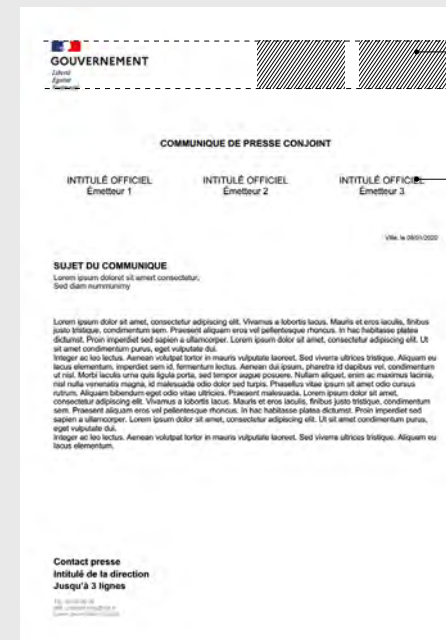 GOUVERNEMENT
Liberté
Égalité
COMMUNIQUE DE PRESSE CONJOINT
INTITULÉ OFFICIEL INTITULÉ OFFICIEL INTITULÉ OFFICIEL
Émetteur 1 Émetteur 2 Émetteur 3
Ville, le 08/01/2020
SUJET DU COMMUNIQUE
Lorem ipsum doloret sit amert consectetur,
Sed diam nummunimy
Lorem ipsum dolor sit amet, consectetur adipiscing elit. Vivamus a lobortis lacus. Mauris et eros iaculis, finibus
justo tristique, condimentum sem. Praesent aliquam eros vel pellentesque rhoncus. In hac habitasse platea
dictumst. Proin imperdiet sed sapien a ullamcorper. Lorem ipsum dolor sit amet, consectetur adipiscing elit. Ut
sit amet condimentum purus, eget vulputate dui.
Integer ac leo lectus. Aenean volutpat tortor in mauris vulputate laoreet. Sed viverra ultrices tristique. Aliquam eu
lacus elementum, imperdiet sem id, fermentum lectus. Aenean dui ipsum, pharetra id dapibus vel, condimentum
ut nisl. Morbi iaculis urna quis ligula porta, sed tempor augue posuere. Nullam aliquet, enim ac maximus lacinia,
nisl nulla venenatis magna, id malesuada odio dolor sed turpis. Phasellus vitae ipsum sit amet odio cursus
rutrum. Aliquam bibendum eget odio vitae ultricies. Praesent malesuada. Lorem ipsum dolor sit amet,
consectetur adipiscing elit. Vivamus a lobortis lacus. Mauris et eros iaculis, finibus justo tristique, condimentum
sem. Praesent aliquam eros vel pellentesque rhoncus. In hac habitasse platea dictumst. Proin imperdiet sed
sapien a ullamcorper. Lorem ipsum dolor sit amet, consectetur adipiscing elit. Ut sit amet condimentum purus,
eget vulputate dui.
Integer ac leo lectus. Aenean volutpat tortor in mauris vulputate laoreet. Sed viverra ultrices tristique. Aliquam eu
lacus elementum.
Contact presse
Intitulé de la direction
Jusqu'à 3 lignes